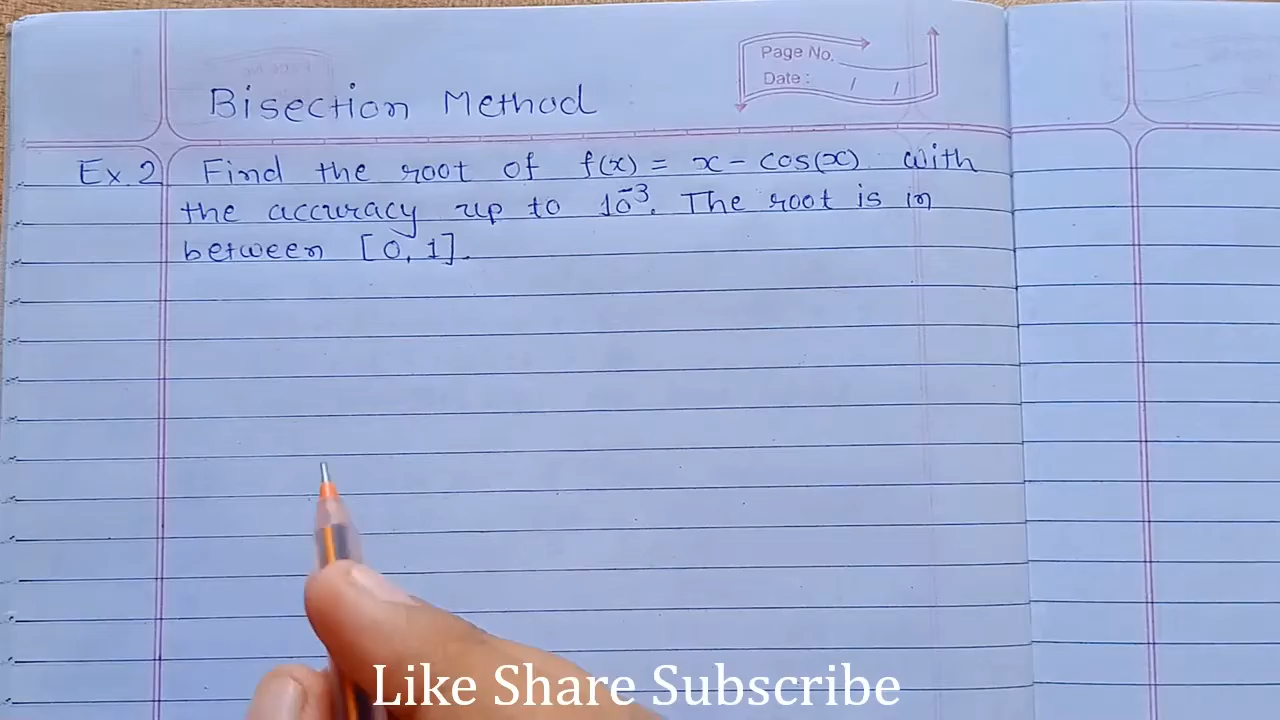 Page No.
Date : / /
Bisection Method
Ex. 2 Find the root of f(x) = x - cos(x) with
the accuracy up to 10⁻³. The root is in
between [0, 1].
Like Share Subscribe